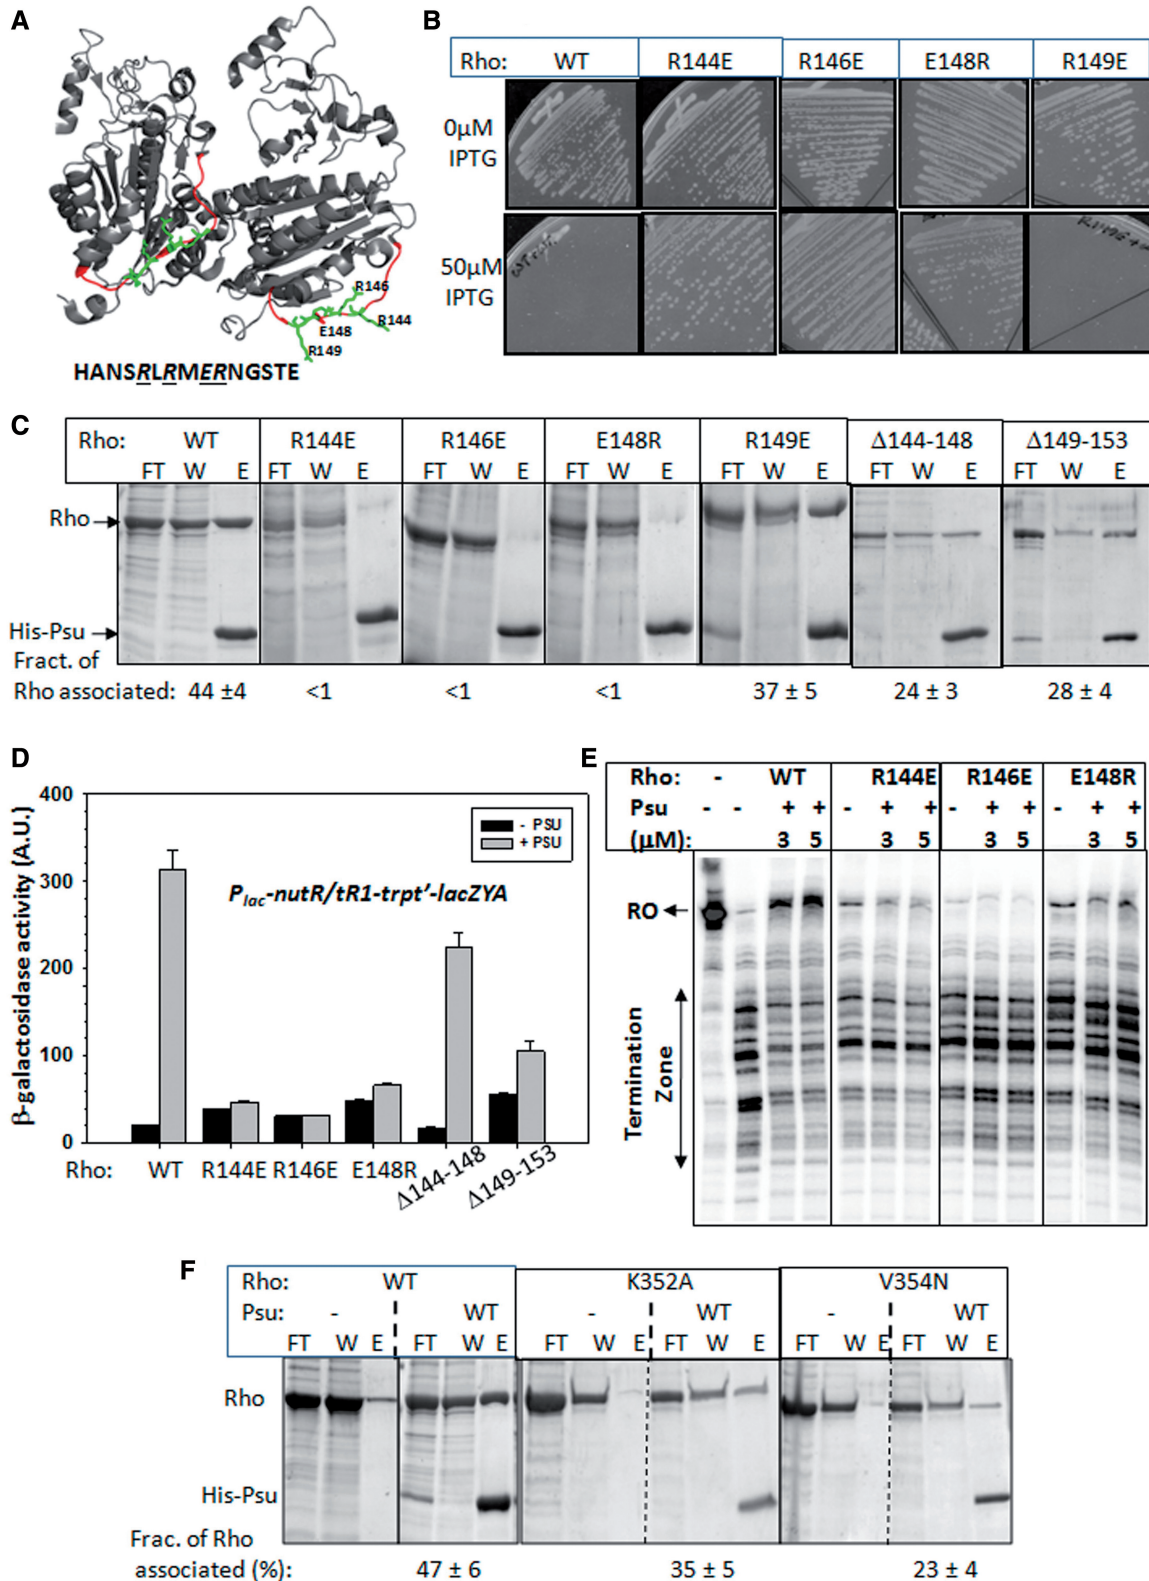 A
R146
R144
E148
R149
HANSRLRMERNGSTE
B
Rho: WT R144E R146E E148R R149E
0μM
IPTG
50μM
IPTG
C
Rho: WT R144E R146E E148R R149E Δ144-148 Δ149-153
FT W E FT W E FT W E FT W E FT W E FT W E FT W E
Rho
His-Psu
Fract. of
Rho associated: 44 ±4 <1 <1 <1 37 ± 5 24 ± 3 28 ± 4
D
β-galactosidase activity (A.U.)
400
300
200
100
0
- PSU
+ PSU
Plac-nutR/tR1-trpt'-lacZYA
Rho: WT R144E R146E E148R Δ144-148 Δ149-153
E
Rho: - WT R144E R146E E148R
Psu - - + + - + + - + + - + +
(μM): 3 5 3 5 3 5 3 5
RO
Termination
Zone
F
Rho: WT K352A V354N
Psu: - WT - WT - WT
FT W E FT W E FT W E FT W E FT W E FT W E
Rho
His-Psu
Frac. of Rho
associated (%): 47 ± 6 35 ± 5 23 ± 4